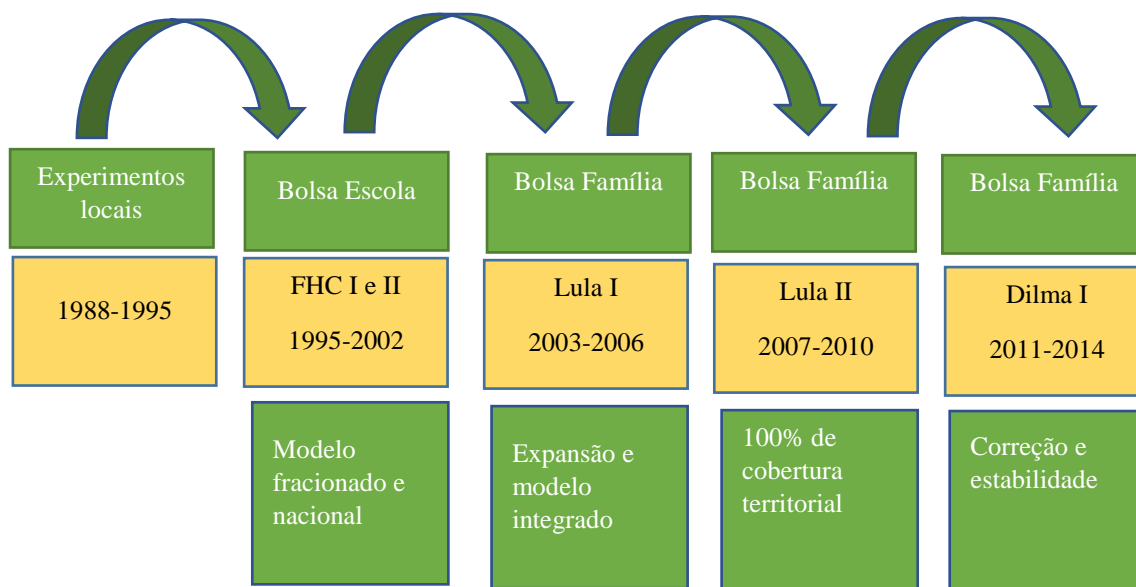 Experimentos
locais
Bolsa Escola
Bolsa Família
Bolsa Família
Bolsa Família
1988-1995
FHC I e II
1995-2002
Lula I
2003-2006
Lula II
2007-2010
Dilma I
2011-2014
Modelo
fracionado e
nacional
Expansão e
modelo
integrado
100% de
cobertura
territorial
Correção e
estabilidade